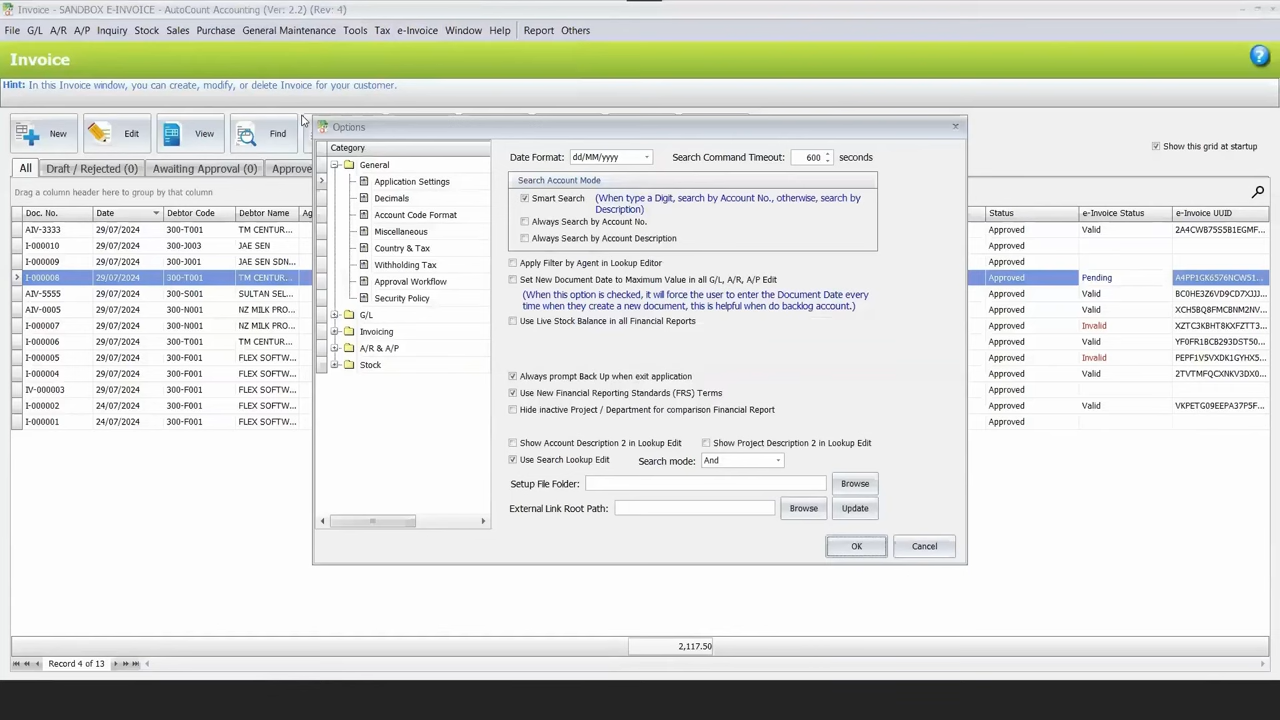 Invoice - SANDBOX E-INVOICE - AutoCount Accounting (Ver: 2.2) (Rev: 4)
File G/L A/R A/P Inquiry Stock Sales Purchase General Maintenance Tools Tax e-Invoice Window Help Report Others
Invoice
Hint: In this Invoice window, you can create, modify, or delete Invoice for your customer.
New Edit View Find
Show this grid at startup
All Draft / Rejected (0) Awaiting Approval (0) Approve
Drag a column header here to group by that column
Doc. No. Date Debtor Code Debtor Name Ag Status e-Invoice Status e-Invoice UUID
AIV-3333 29/07/2024 300-T001 TM CENTUR... Approved Valid 2A4CWB75S5B1EGMF...
I-000010 29/07/2024 300-J003 JAE SEN Approved
I-000009 29/07/2024 300-J001 JAE SEN SDN... Approved
I-000008 29/07/2024 300-T001 TM CENTUR... Approved Pending A4PP1GK6576NCW51...
AIV-5555 29/07/2024 300-S001 SULTAN SEL... Approved Valid BC0HE3Z6VD9CD7XJJJ...
AIV-0005 29/07/2024 300-N001 NZ MILK PRO... Approved Valid XCH5BQ8FMCBNM2NV...
I-000007 29/07/2024 300-N001 NZ MILK PRO... Approved Invalid XZTC3KBHT8KXFZTT3...
I-000006 29/07/2024 300-T001 TM CENTUR... Approved Valid YF0FR1BCB293DST50...
I-000005 29/07/2024 300-F001 FLEX SOFTW... Approved Invalid PEPF1V5VXDK1GYHX5...
I-000004 29/07/2024 300-F001 FLEX SOFTW... Approved Valid 2TVTMFQCXNKV3DX0...
IV-000003 29/07/2024 300-F001 FLEX SOFTW... Approved
I-000002 24/07/2024 300-F001 FLEX SOFTW... Approved Valid VKPETG09EEPA37P5F...
I-000001 24/07/2024 300-F001 FLEX SOFTW... Approved
Options
Category
General
Application Settings
Decimals
Account Code Format
Miscellaneous
Country & Tax
Withholding Tax
Approval Workflow
Security Policy
G/L
Invoicing
A/R & A/P
Stock
Date Format: dd/MM/yyyy Search Command Timeout: 600 seconds
Search Account Mode
Smart Search (When type a Digit, search by Account No., otherwise, search by
Description)
Always Search by Account No.
Always Search by Account Description
Apply Filter by Agent in Lookup Editor
Set New Document Date to Maximum Value in all G/L, A/R, A/P Edit
(When this option is checked, it will force the user to enter the Document Date every
time when they create a new document, this is helpful when do backlog account.)
Use Live Stock Balance in all Financial Reports
Always prompt Back Up when exit application
Use New Financial Reporting Standards (FRS) Terms
Hide inactive Project / Department for comparison Financial Report
Show Account Description 2 in Lookup Edit Show Project Description 2 in Lookup Edit
Use Search Lookup Edit Search mode: And
Setup File Folder: Browse
External Link Root Path: Browse Update
OK Cancel
2,117.50
Record 4 of 13